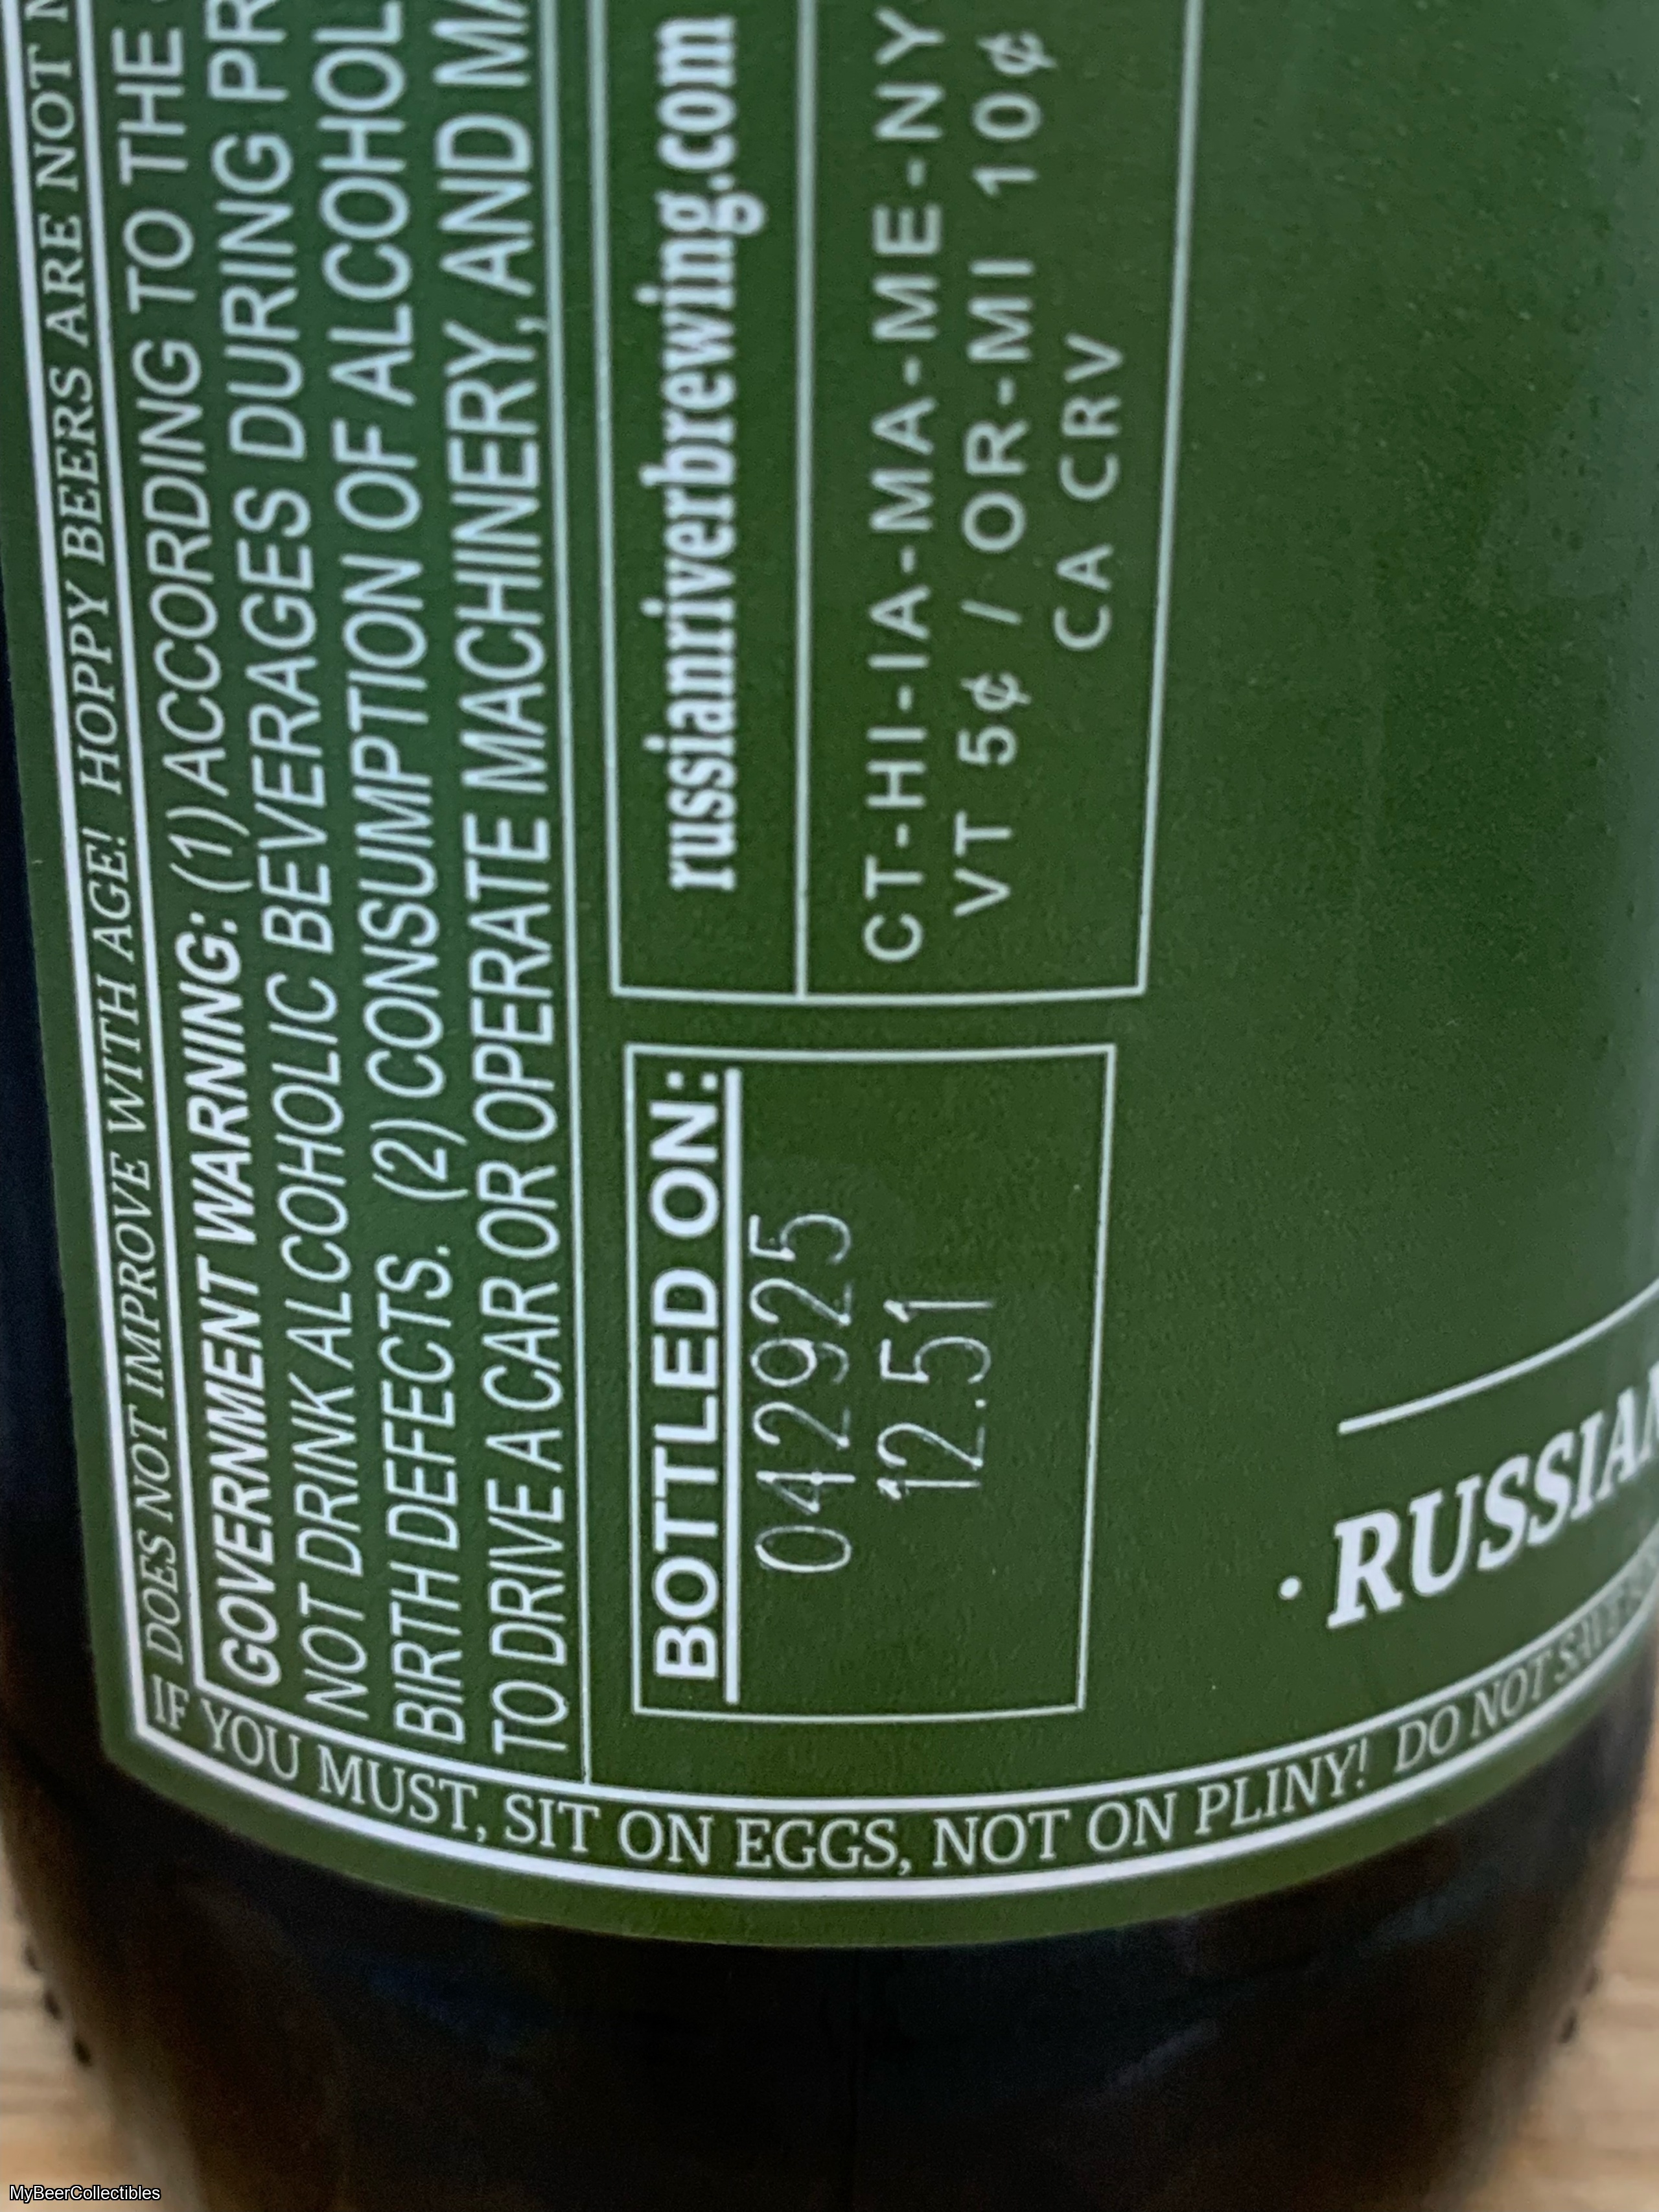 DOES NOT IMPROVE WITH AGE! HOPPY BEERS ARE NOT
GOVERNMENT WARNING: (1) ACCORDING TO THE
NOT DRINK ALCOHOLIC BEVERAGES DURING
BIRTH DEFECTS. (2) CONSUMPTION OF ALCOHOL
TO DRIVE A CAR OR OPERATE MACHINERY, AND
russianriverbrewing.com
CT-HI-IA-MA-ME-NY
VT 5¢ / OR-MI 10¢
CA CRV
BOTTLED ON:
042925
12.51
• RUSSIAN
IF YOU MUST, SIT ON EGGS, NOT ON PLINY! DO NOT SAVE
MyBeerCollectibles